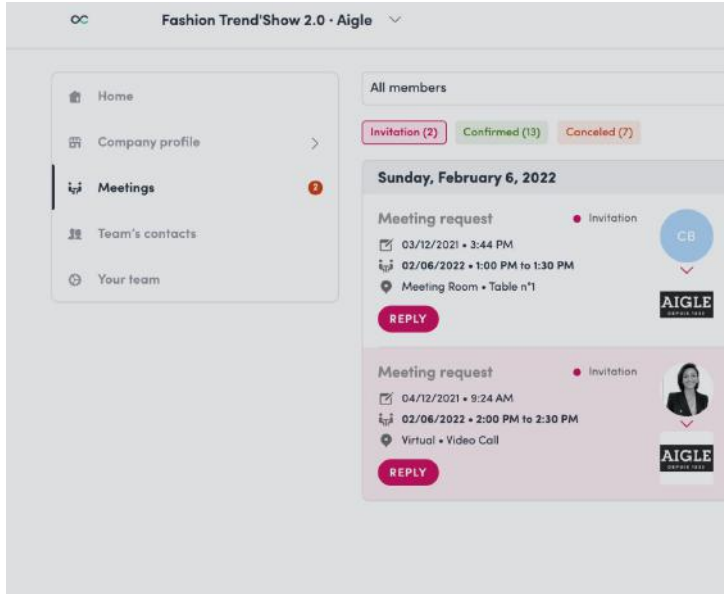 Fashion Trend'Show 2.0 · Aigle
Home
Company profile
Meetings 2
Team's contacts
Your team
All members
Invitation (2) Confirmed (13) Canceled (7)
Sunday, February 6, 2022
Meeting request Invitation
03/12/2021 • 3:44 PM
02/06/2022 • 1:00 PM to 1:30 PM
Meeting Room • Table n°1
REPLY
CB
AIGLE
DEPUIS 1853
Meeting request Invitation
04/12/2021 • 9:24 AM
02/06/2022 • 2:00 PM to 2:30 PM
Virtual • Video Call
REPLY
AIGLE
DEPUIS 1853